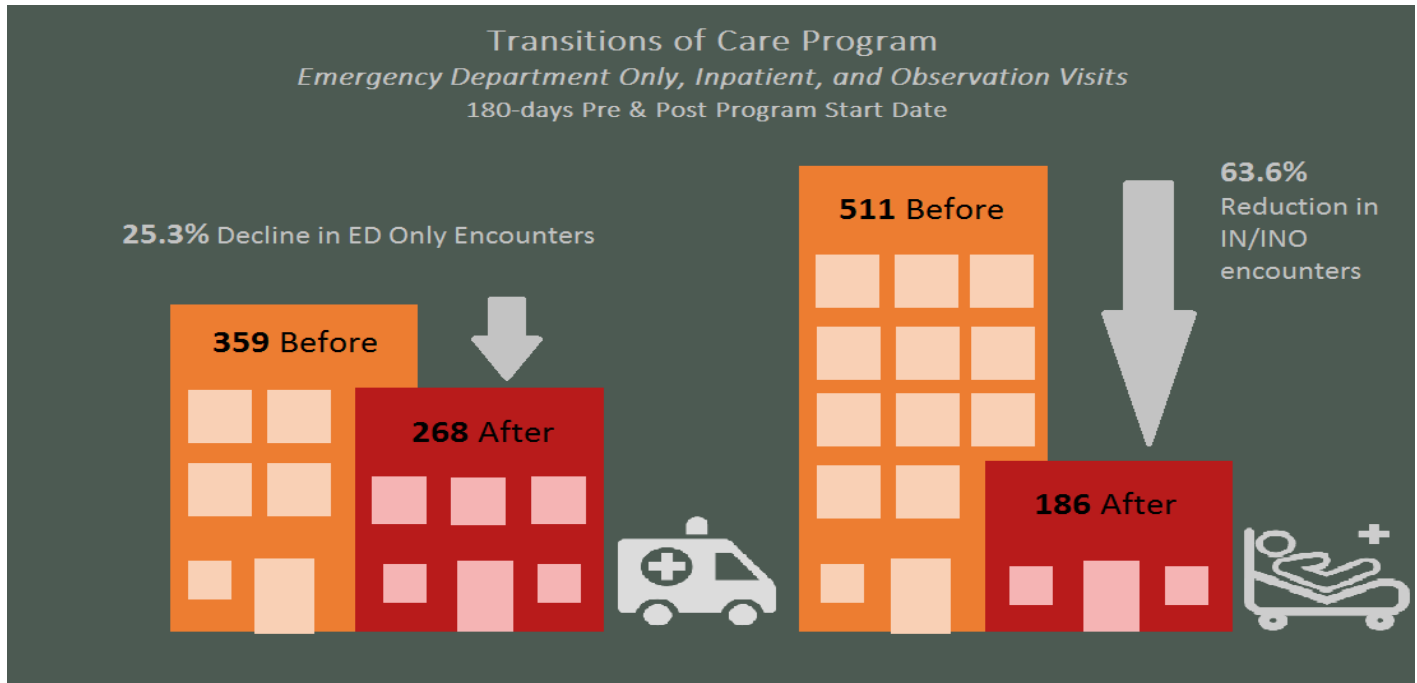 Transitions of Care Program
Emergency Department Only, Inpatient, and Observation Visits
180-days Pre & Post Program Start Date
25.3% Decline in ED Only Encounters
359 Before
268 After
511 Before
186 After
63.6%
Reduction in
IN/INO
encounters